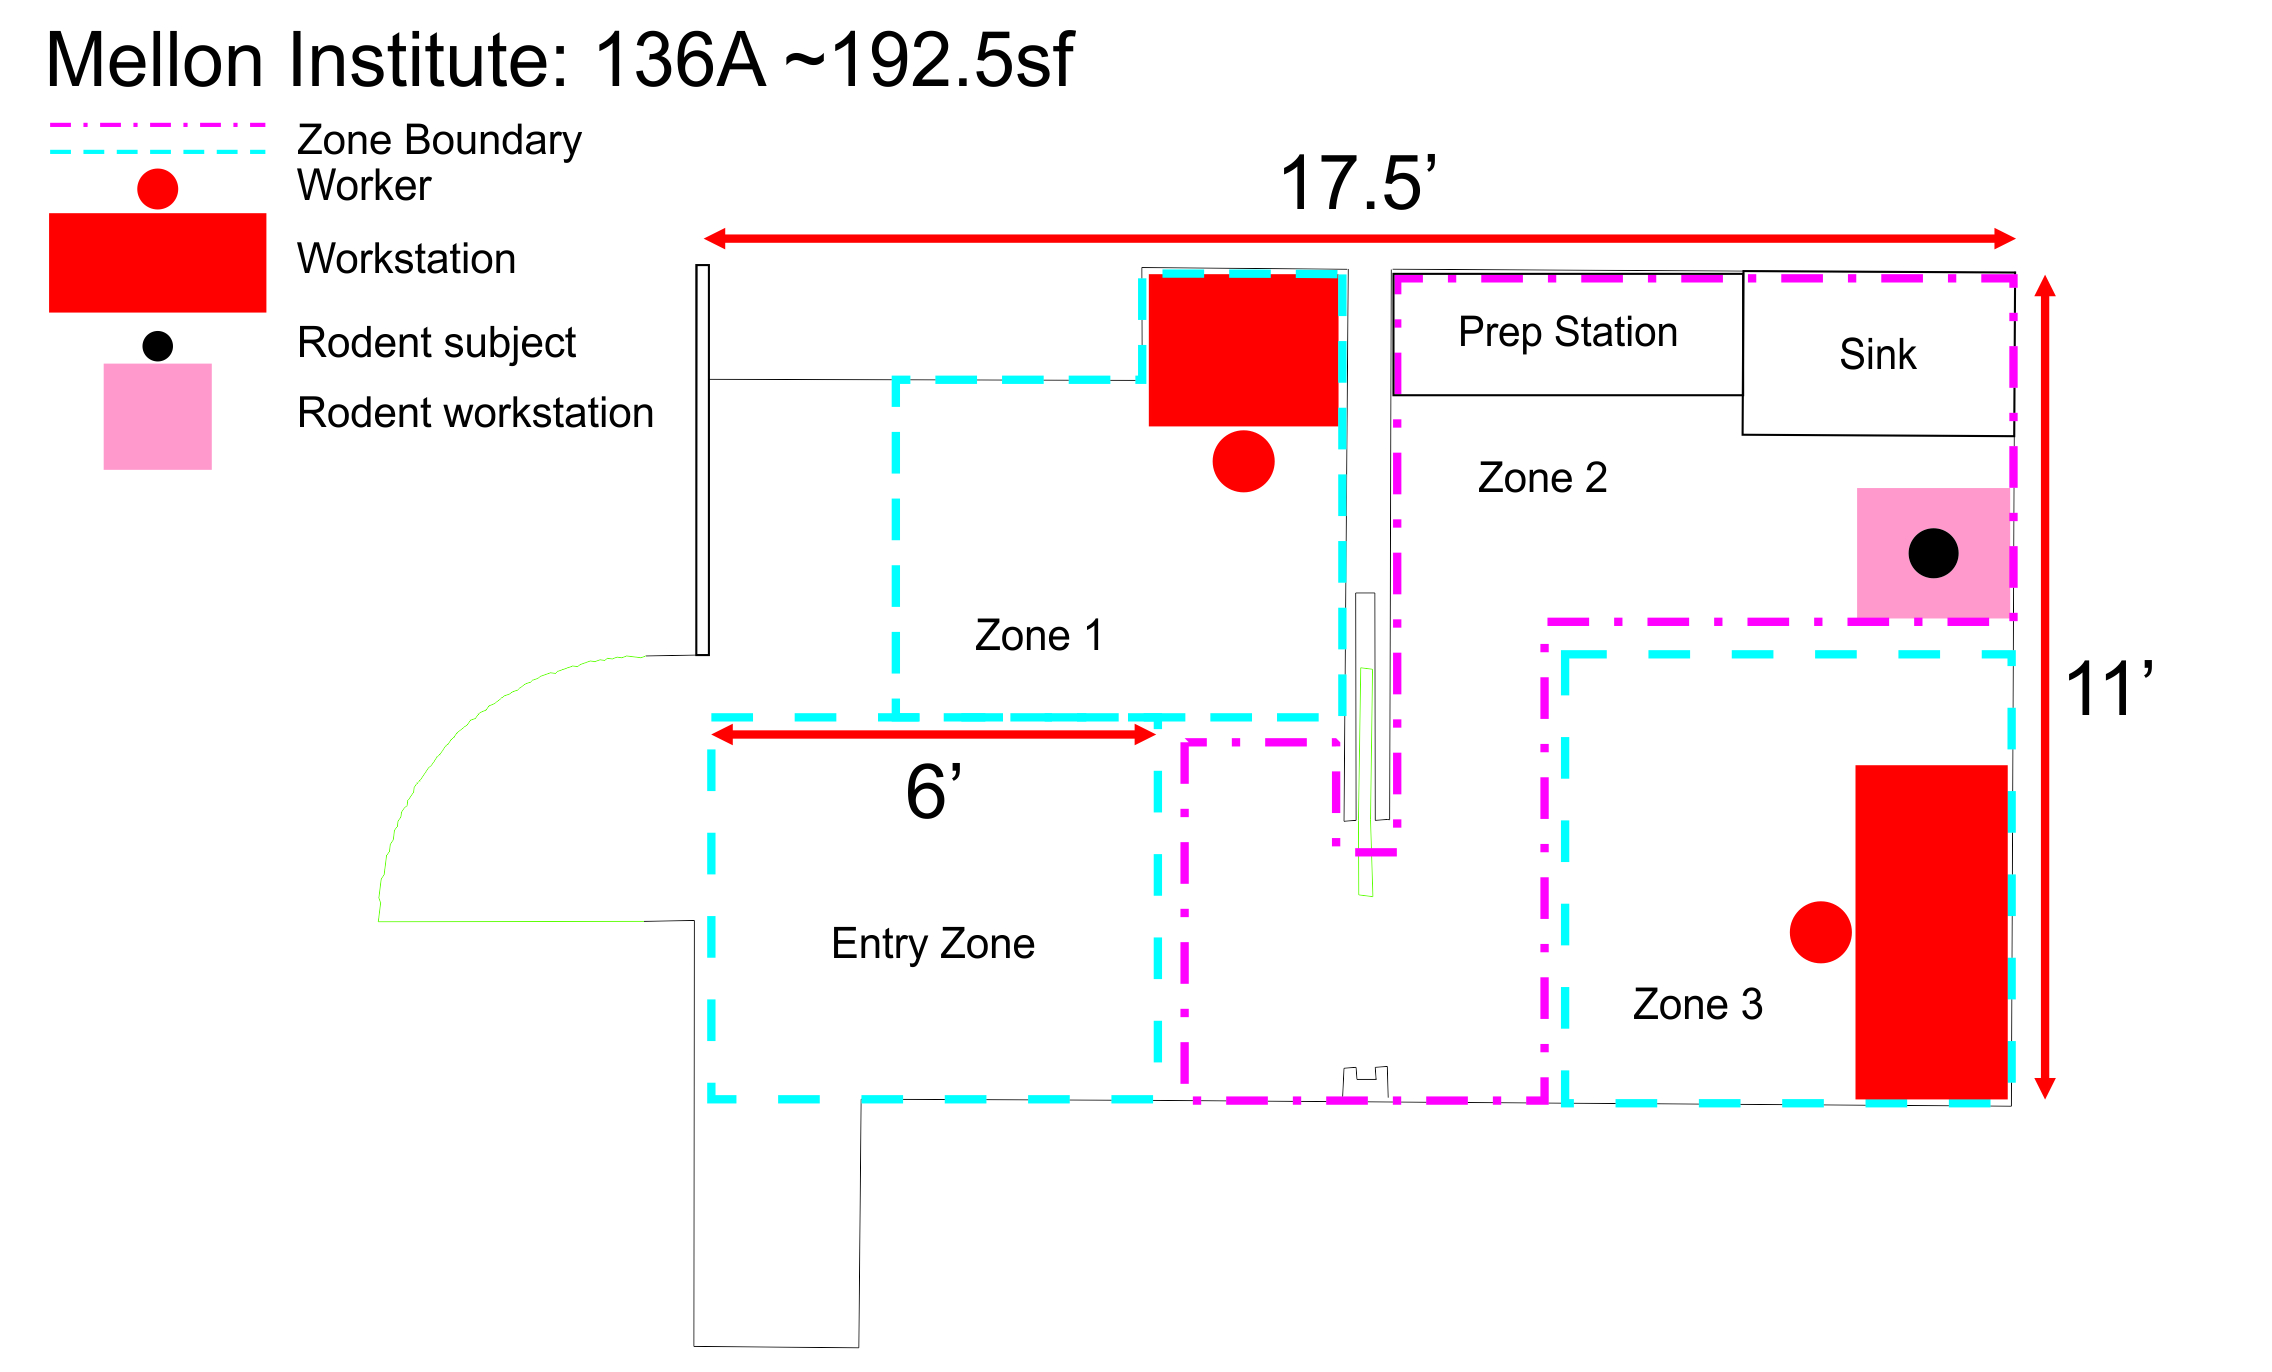 Mellon Institute: 136A ~192.5sf
Zone Boundary
Worker
Workstation
Rodent subject
Rodent workstation
17.5’
Prep Station
Sink
Zone 2
Zone 1
11’
6’
Entry Zone
Zone 3